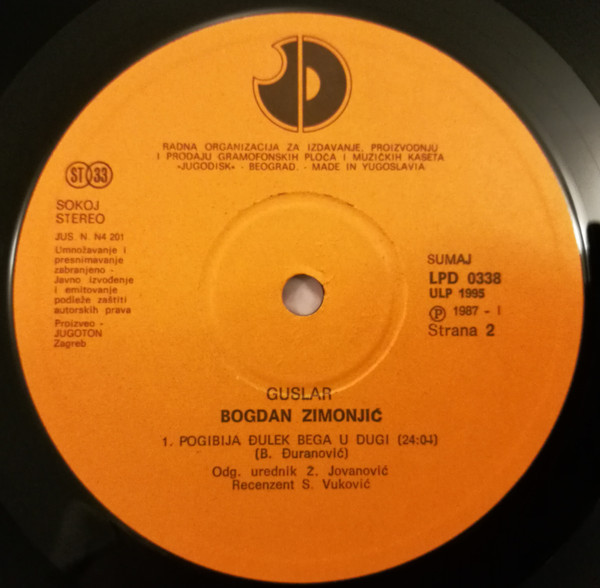 RADNA ORGANIZACIJA ZA IZDAVANJE, PROIZVODNJU
I PRODAJU GRAMOFONSKIH PLOČA I MUZIČKIH KASETA
»JUGODISK« - BEOGRAD. - MADE IN YUGOSLAVIA
ST 33
SOKOJ
STEREO
JUS. N. N4 201
Umnožavanje i
presnimavanje
zabranjeno -
Javno izvođenje
i emitovanje
podleže zaštiti
autorskih prava
Proizveo -
JUGOTON
Zagreb
SUMAJ
LPD 0338
ULP 1995
Ⓟ 1987 - I
Strana 2
GUSLAR
BOGDAN ZIMONJIĆ
1. POGIBIJA ĐULEK BEGA U DUGI (24:04)
(B. Đuranović)
Odg. urednik Ž. Jovanović
Recenzent S. Vuković